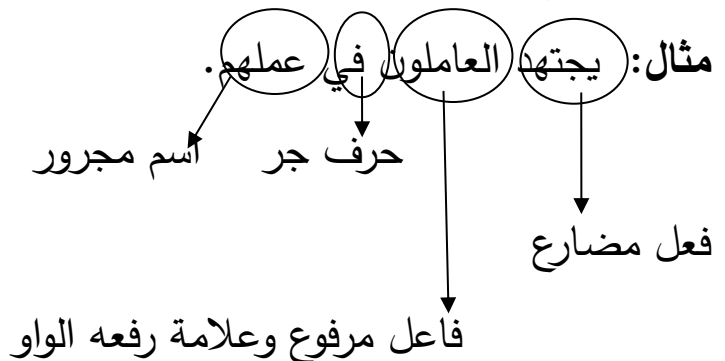 مثال: يجتهد العاملون في عملهم.
حرف جر
اسم مجرور
فعل مضارع
فاعل مرفوع وعلامة رفعه الواو